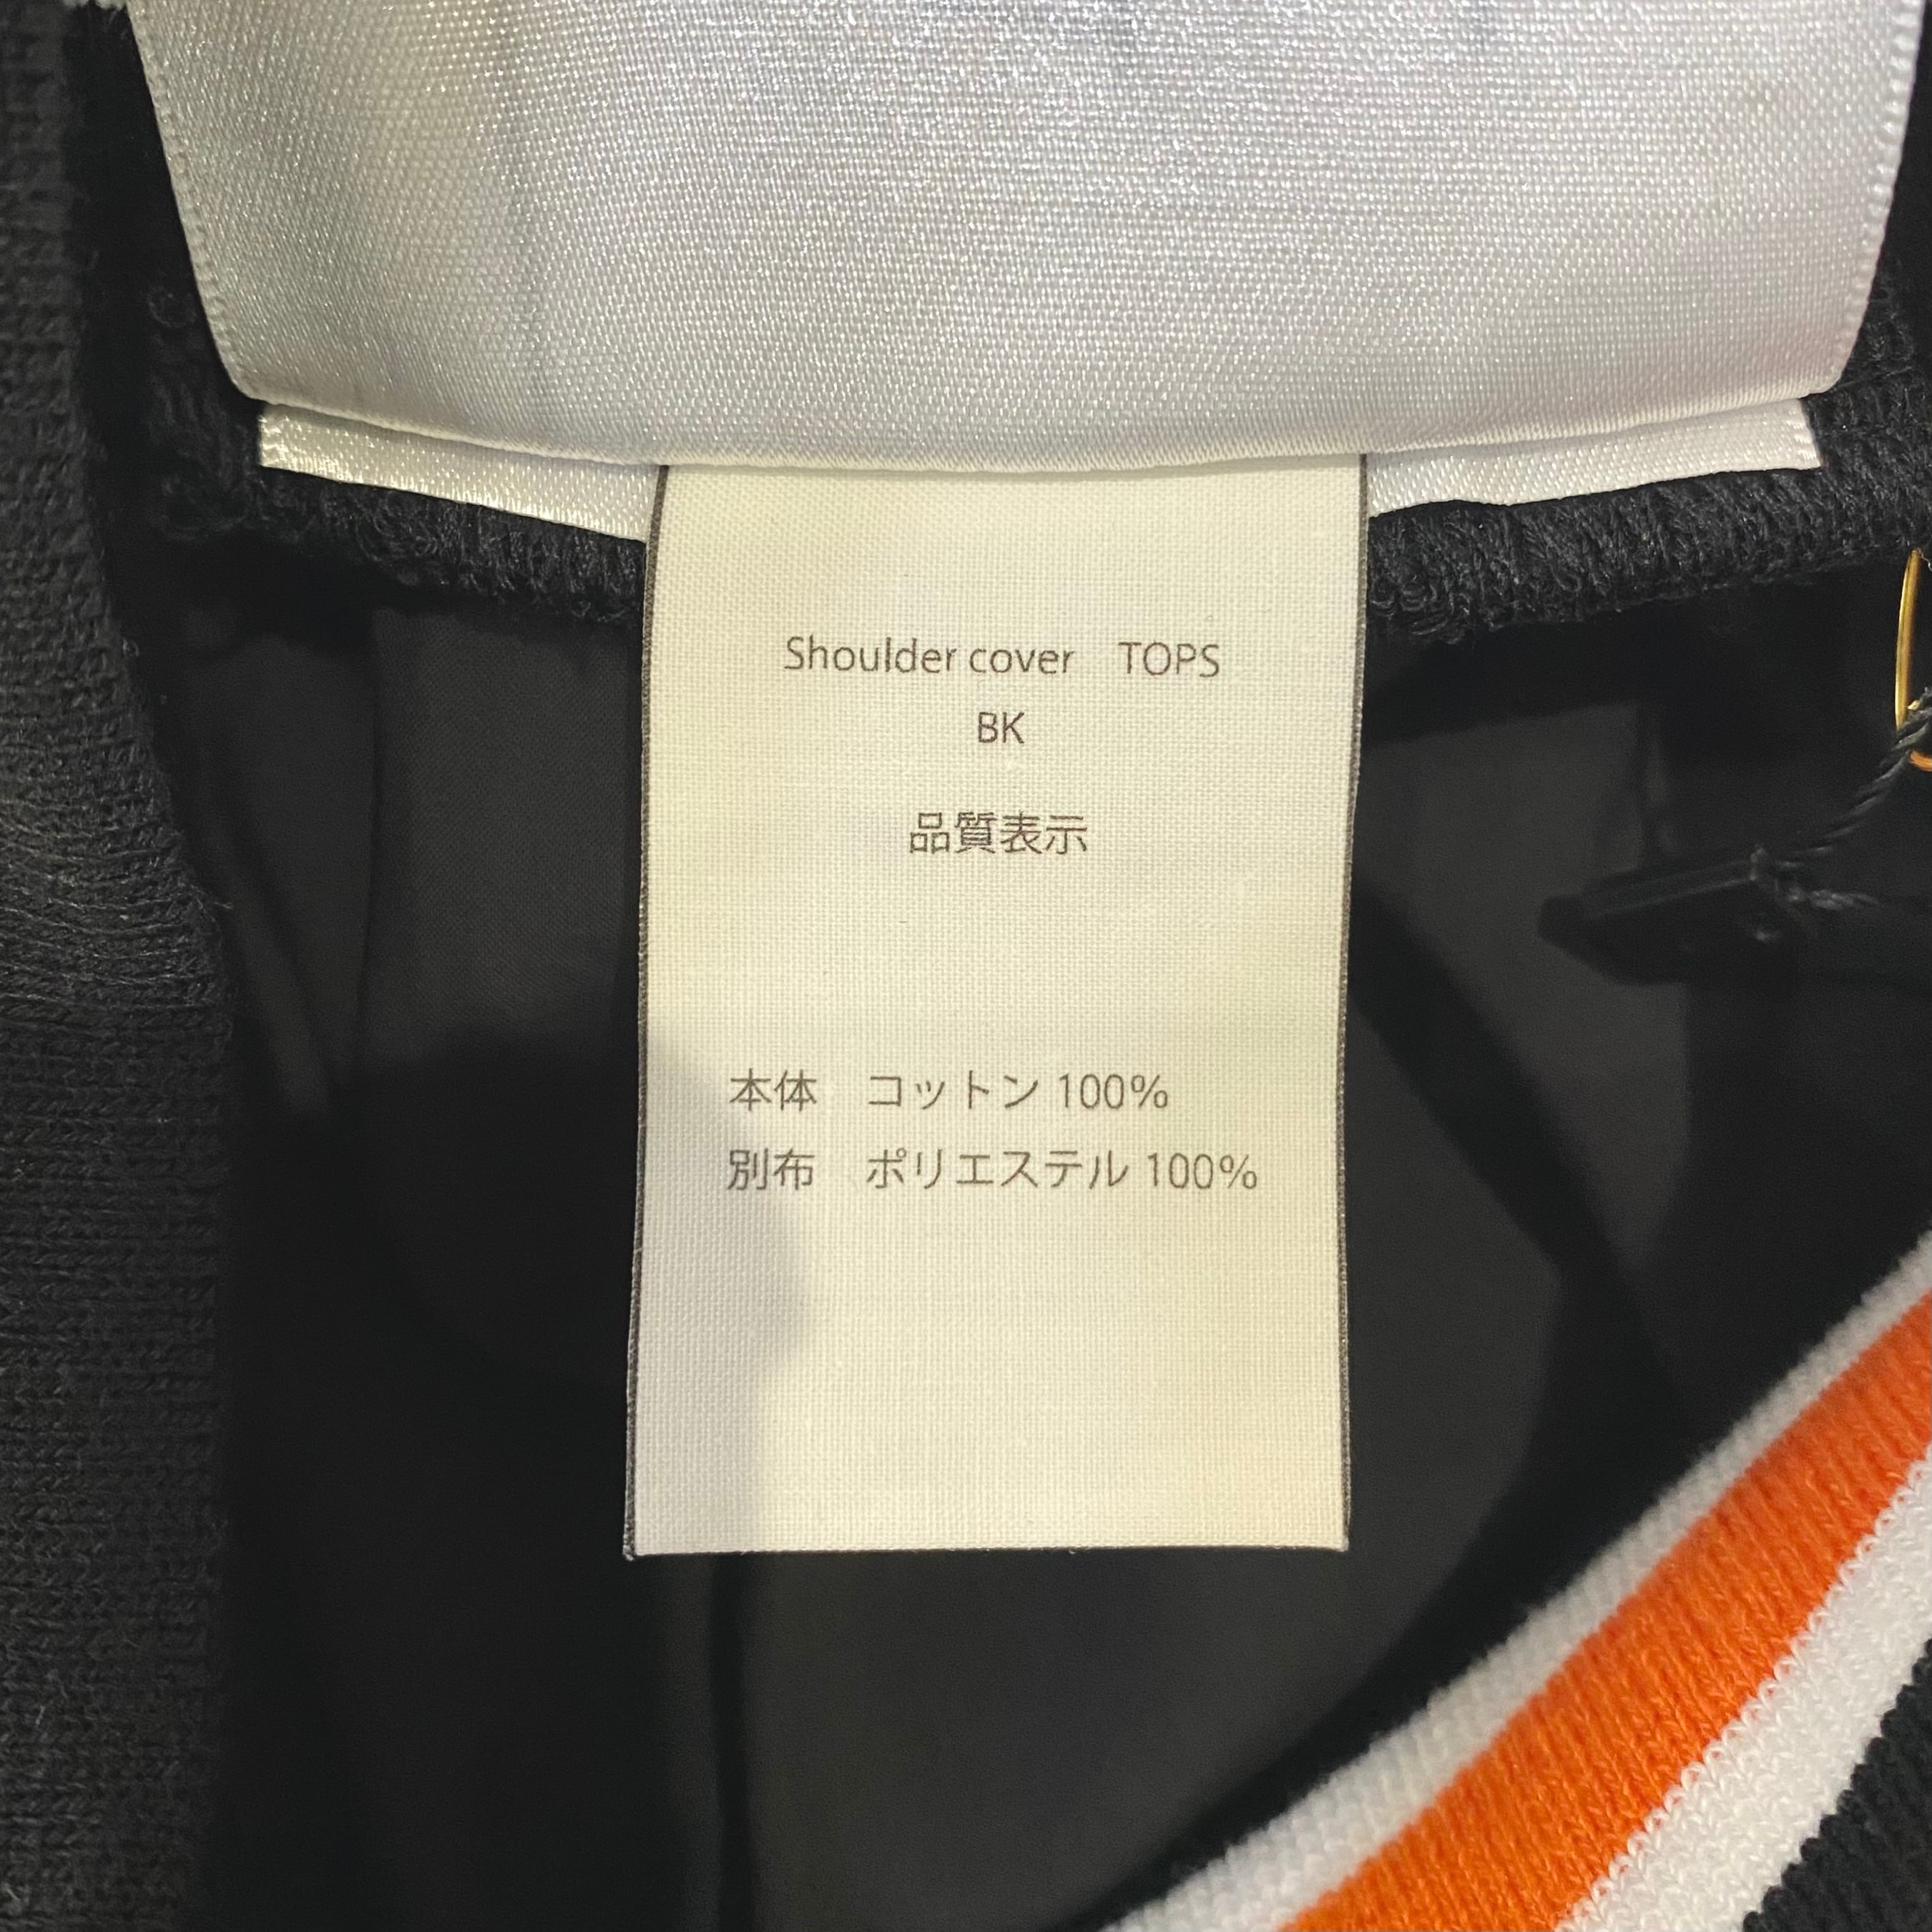 Shoulder cover　TOPS
BK
品質表示
本体　コットン 100%
別布　ポリエステル 100%